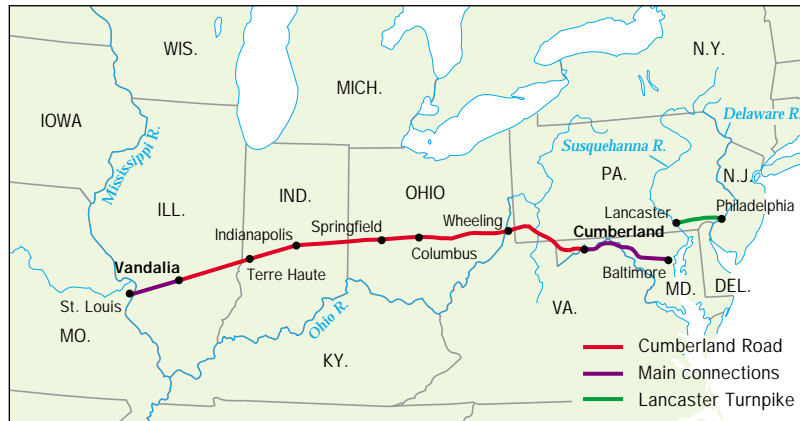 WIS.
N.Y.
MICH.
IOWA
Delaware R.
Susquehanna R.
Mississippi R.
PA.
N.J.
IND.
OHIO
ILL.
Lancaster
Philadelphia
Indianapolis
Springfield
Wheeling
Cumberland
Columbus
Vandalia
Terre Haute
Baltimore
St. Louis
MD.
DEL.
VA.
Ohio R.
MO.
KY.
Cumberland Road
Main connections
Lancaster Turnpike